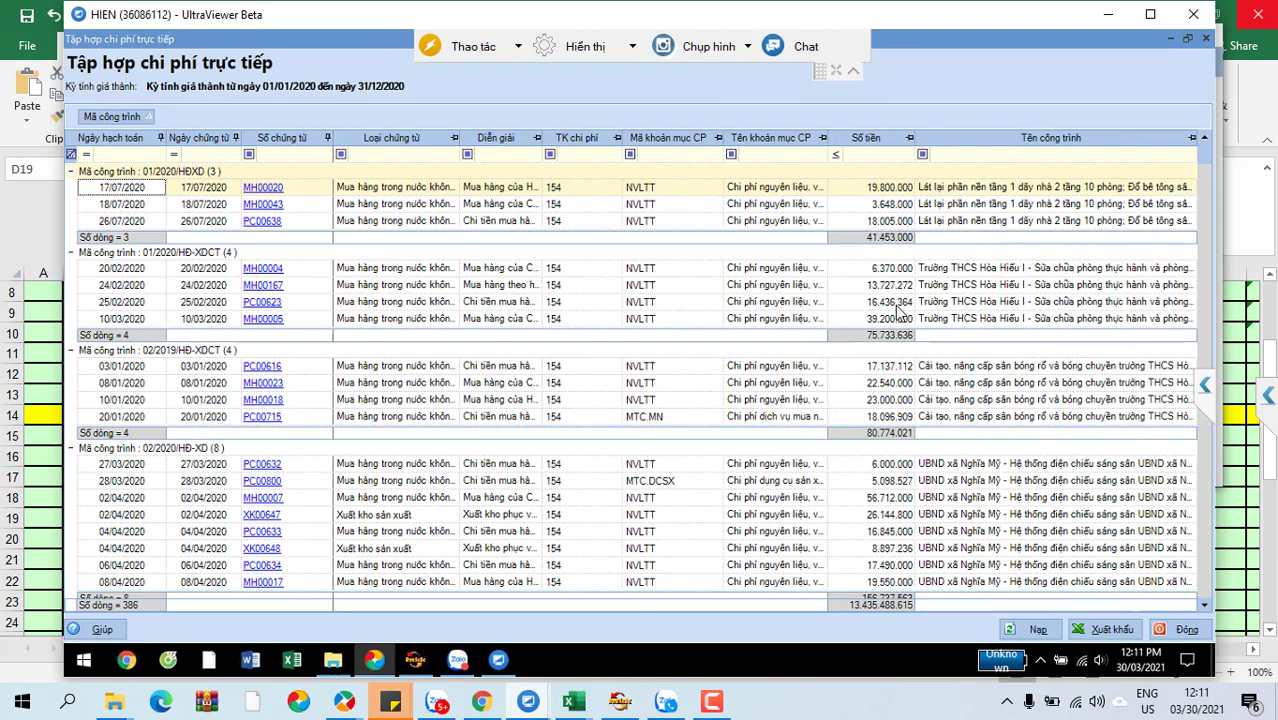 HIEN (36086112) - UltraViewer Beta
File
Share
Thao tác Hiển thị Chụp hình Chat
Tập hợp chi phí trực tiếp
Tập hợp chi phí trực tiếp
Paste
Kỳ tính giá thành: Kỳ tính giá thành từ ngày 01/01/2020 đến ngày 31/12/2020
Mã công trình
D19
Ngày hạch toán Ngày chứng từ Số chứng từ Loại chứng từ Diễn giải TK chi phí Mã khoản mục CP Tên khoản mục CP Số tiền Tên công trình
= = ≤
Mã công trình : 01/2020/HĐXD (3 )
17/07/2020 17/07/2020 MH00020 Mua hàng trong nước khôn... Mua hàng của H... 154 NVLTT Chi phí nguyên liệu, v... 19.800.000 Lát lại phần nền tầng 1 dãy nhà 2 tầng 10 phòng; Đổ bê tông sâ...
18/07/2020 18/07/2020 MH00043 Mua hàng trong nước khôn... Mua hàng của C... 154 NVLTT Chi phí nguyên liệu, v... 3.648.000 Lát lại phần nền tầng 1 dãy nhà 2 tầng 10 phòng; Đổ bê tông sâ...
26/07/2020 26/07/2020 PC00638 Mua hàng trong nước khôn... Chi tiền mua hà... 154 NVLTT Chi phí nguyên liệu, v... 18.005.000 Lát lại phần nền tầng 1 dãy nhà 2 tầng 10 phòng; Đổ bê tông sâ...
Số dòng = 3 41.453.000
Mã công trình : 01/2020/HĐ-XDCT (4 )
20/02/2020 20/02/2020 MH00004 Mua hàng trong nước khôn... Mua hàng của C... 154 NVLTT Chi phí nguyên liệu, v... 6.370.000 Trường THCS Hòa Hiếu I - Sửa chữa phòng thực hành và phòng...
24/02/2020 24/02/2020 MH00167 Mua hàng trong nước khôn... Mua hàng theo h... 154 NVLTT Chi phí nguyên liệu, v... 13.727.272 Trường THCS Hòa Hiếu I - Sửa chữa phòng thực hành và phòng...
25/02/2020 25/02/2020 PC00623 Mua hàng trong nước khôn... Chi tiền mua hà... 154 NVLTT Chi phí nguyên liệu, v... 16.436.364 Trường THCS Hòa Hiếu I - Sửa chữa phòng thực hành và phòng...
10/03/2020 10/03/2020 MH00005 Mua hàng trong nước khôn... Mua hàng của C... 154 NVLTT Chi phí nguyên liệu, v... 39.200.000 Trường THCS Hòa Hiếu I - Sửa chữa phòng thực hành và phòng...
Số dòng = 4 75.733.636
Mã công trình : 02/2019/HĐ-XDCT (4 )
03/01/2020 03/01/2020 PC00616 Mua hàng trong nước khôn... Chi tiền mua hà... 154 NVLTT Chi phí nguyên liệu, v... 17.137.112 Cải tạo, nâng cấp sân bóng rổ và bóng chuyền trường THCS Hò...
08/01/2020 08/01/2020 MH00023 Mua hàng trong nước khôn... Mua hàng của C... 154 NVLTT Chi phí nguyên liệu, v... 22.540.000 Cải tạo, nâng cấp sân bóng rổ và bóng chuyền trường THCS Hò...
10/01/2020 10/01/2020 MH00018 Mua hàng trong nước khôn... Mua hàng của C... 154 NVLTT Chi phí nguyên liệu, v... 23.000.000 Cải tạo, nâng cấp sân bóng rổ và bóng chuyền trường THCS Hò...
20/01/2020 20/01/2020 PC00715 Mua hàng trong nước khôn... Chi tiền mua hà... 154 MTC.MN Chi phí dịch vụ mua n... 18.096.909 Cải tạo, nâng cấp sân bóng rổ và bóng chuyền trường THCS Hò...
Số dòng = 4 80.774.021
Mã công trình : 02/2020/HĐ-XD (8 )
27/03/2020 27/03/2020 PC00632 Mua hàng trong nước khôn... Chi tiền mua hà... 154 NVLTT Chi phí nguyên liệu, v... 6.000.000 UBND xã Nghĩa Mỹ - Hệ thống điện chiếu sáng sân UBND xã N...
28/03/2020 28/03/2020 PC00800 Mua hàng trong nước khôn... Chi tiền mua hà... 154 MTC.DCSX Chi phí dụng cụ sản x... 5.098.527 UBND xã Nghĩa Mỹ - Hệ thống điện chiếu sáng sân UBND xã N...
02/04/2020 02/04/2020 MH00007 Mua hàng trong nước khôn... Mua hàng của C... 154 NVLTT Chi phí nguyên liệu, v... 56.712.000 UBND xã Nghĩa Mỹ - Hệ thống điện chiếu sáng sân UBND xã N...
02/04/2020 02/04/2020 XK00647 Xuất kho sản xuất Xuất kho phục v... 154 NVLTT Chi phí nguyên liệu, v... 26.144.800 UBND xã Nghĩa Mỹ - Hệ thống điện chiếu sáng sân UBND xã N...
04/04/2020 04/04/2020 PC00633 Mua hàng trong nước khôn... Chi tiền mua hà... 154 NVLTT Chi phí nguyên liệu, v... 16.845.000 UBND xã Nghĩa Mỹ - Hệ thống điện chiếu sáng sân UBND xã N...
04/04/2020 04/04/2020 XK00648 Xuất kho sản xuất Xuất kho phục v... 154 NVLTT Chi phí nguyên liệu, v... 8.897.236 UBND xã Nghĩa Mỹ - Hệ thống điện chiếu sáng sân UBND xã N...
06/04/2020 06/04/2020 PC00634 Mua hàng trong nước khôn... Chi tiền mua hà... 154 NVLTT Chi phí nguyên liệu, v... 17.490.000 UBND xã Nghĩa Mỹ - Hệ thống điện chiếu sáng sân UBND xã N...
08/04/2020 08/04/2020 MH00017 Mua hàng trong nước khôn... Mua hàng của C... 154 NVLTT Chi phí nguyên liệu, v... 19.550.000 UBND xã Nghĩa Mỹ - Hệ thống điện chiếu sáng sân UBND xã N...
Số dòng = 8 156.737.563
Số dòng = 386 13.435.488.615
A
8
9
10
11
12
13
14
15
16
17
18
19
20
21
22
23
24
Giúp Nạp Xuất khẩu Đóng
Unknown
12:11 PM
30/03/2021
100%
ENG
12:11
03/30/2021
5+
6